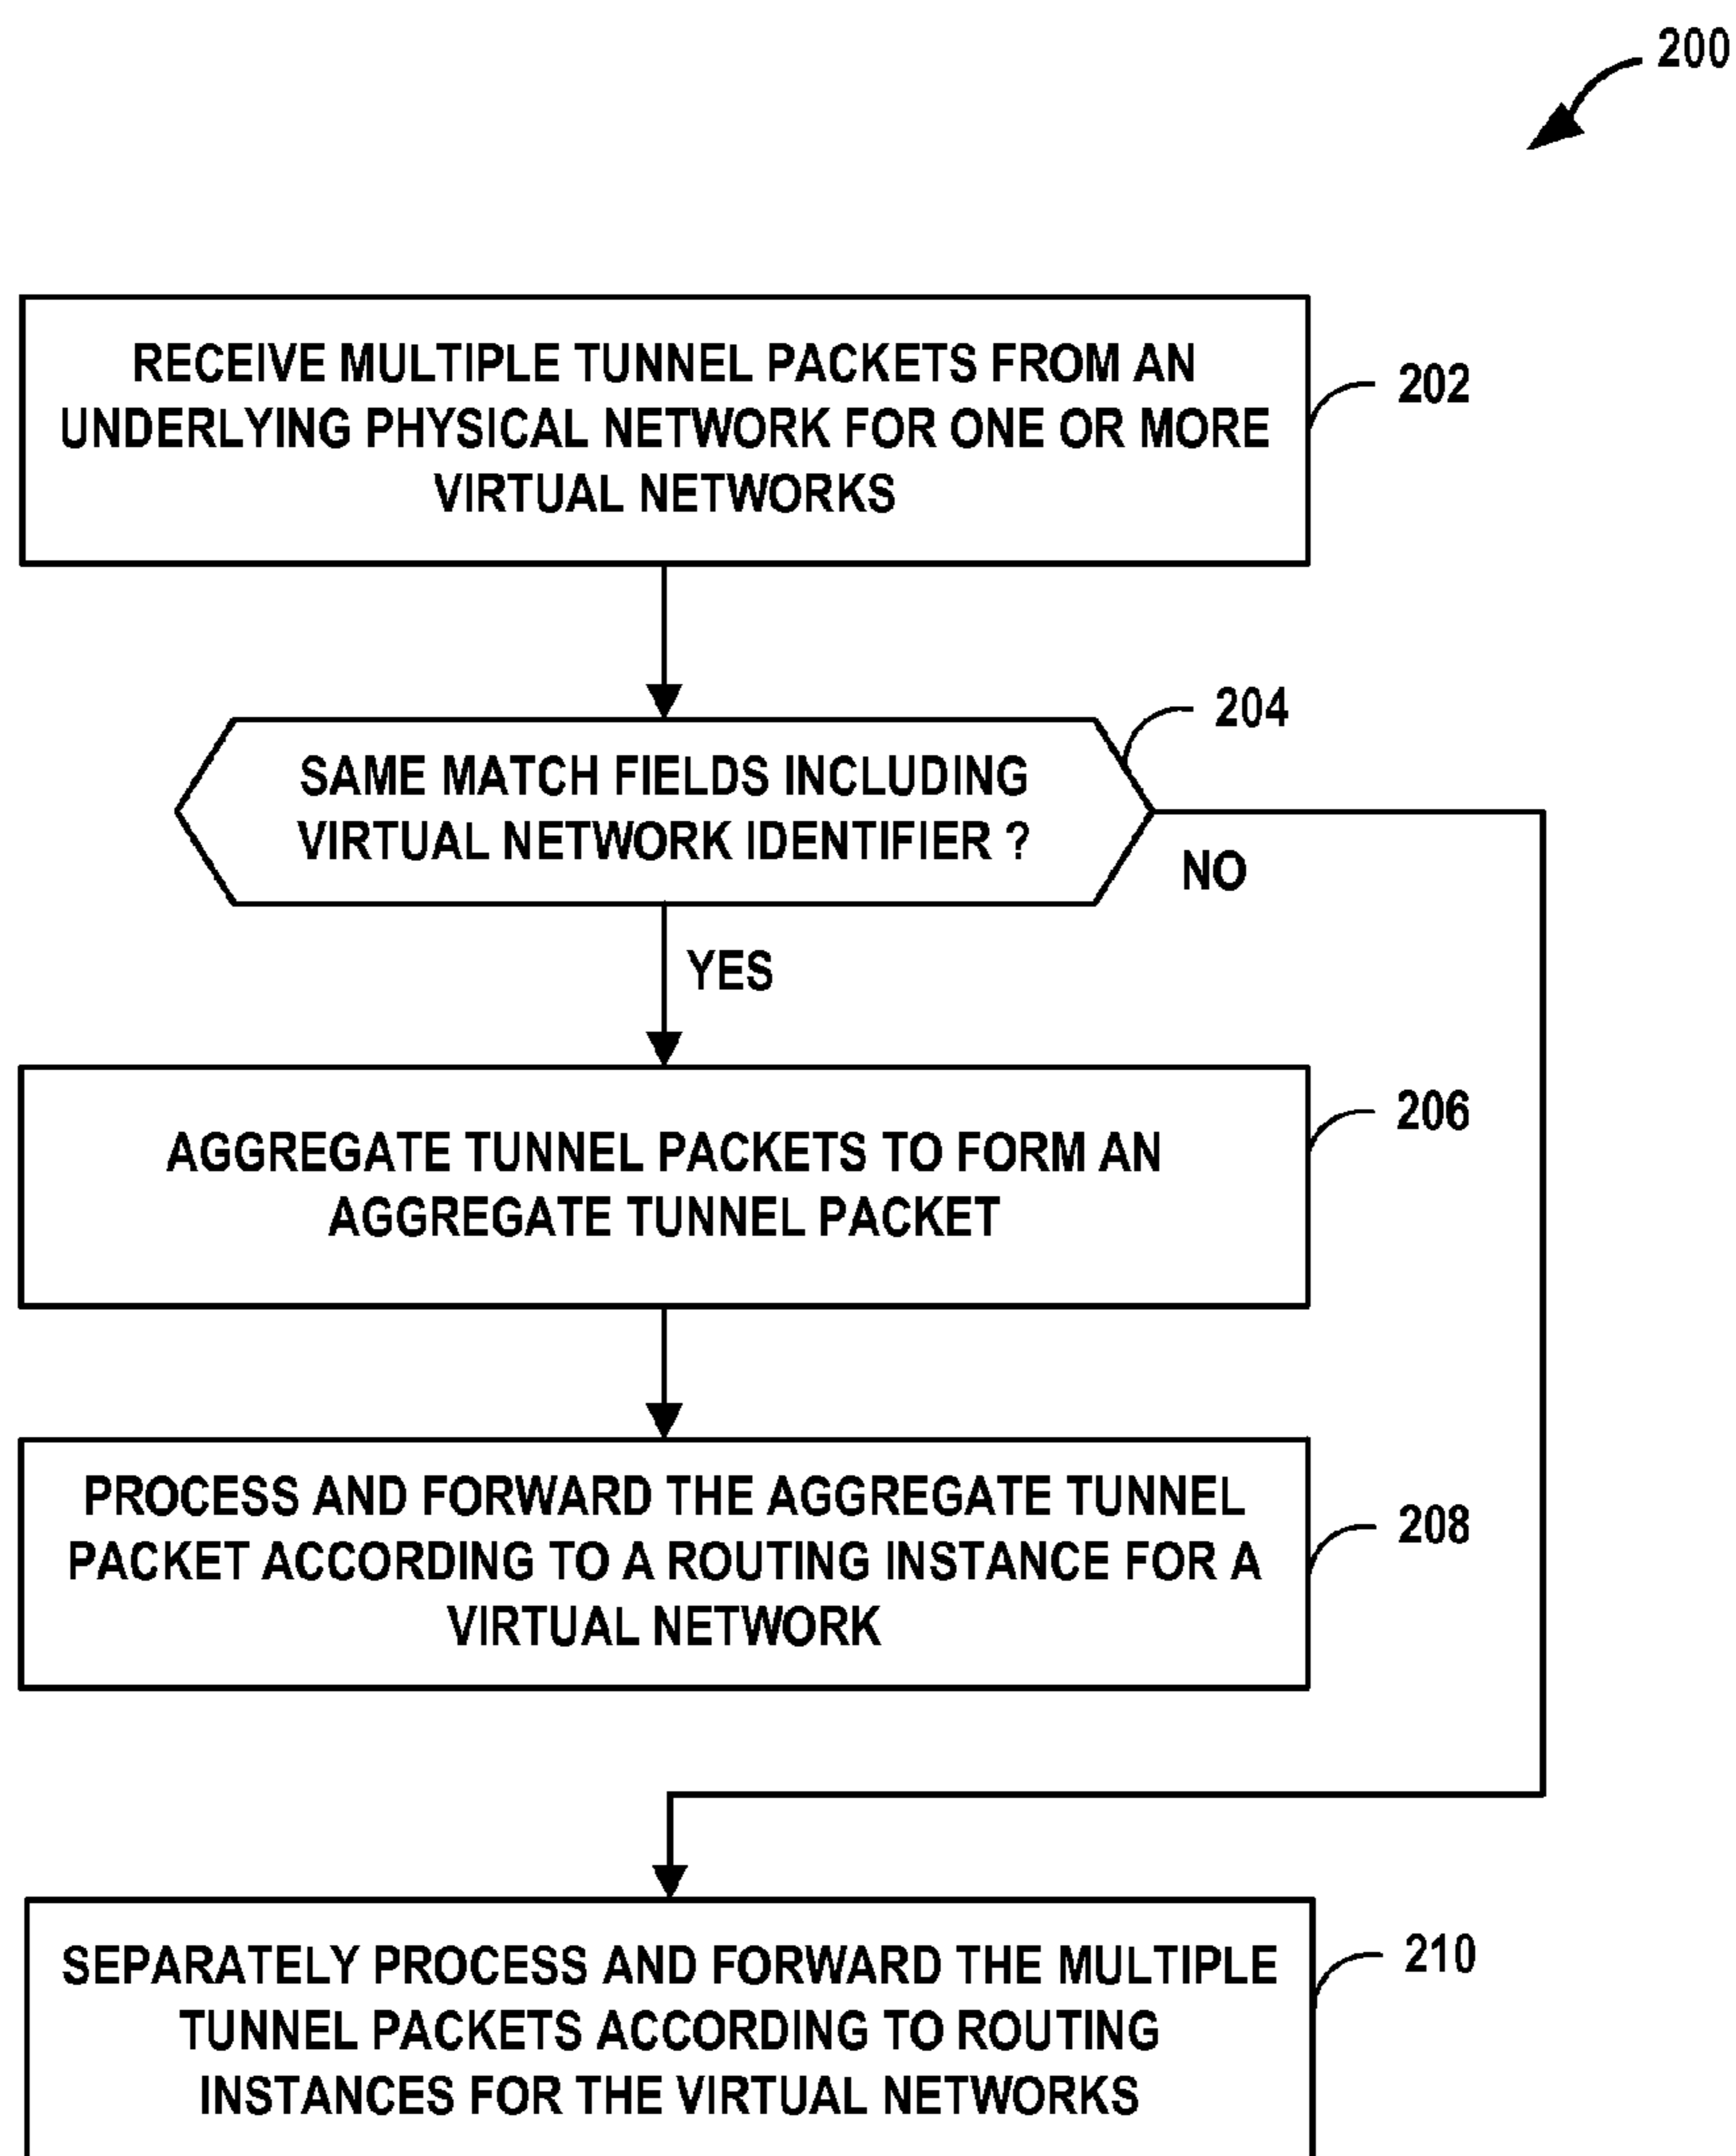 200
RECEIVE MULTIPLE TUNNEL PACKETS FROM AN
UNDERLYING PHYSICAL NETWORK FOR ONE OR MORE
VIRTUAL NETWORKS
202
204
SAME MATCH FIELDS INCLUDING
VIRTUAL NETWORK IDENTIFIER ?
NO
YES
206
AGGREGATE TUNNEL PACKETS TO FORM AN
AGGREGATE TUNNEL PACKET
PROCESS AND FORWARD THE AGGREGATE TUNNEL
PACKET ACCORDING TO A ROUTING INSTANCE FOR A
VIRTUAL NETWORK
208
SEPARATELY PROCESS AND FORWARD THE MULTIPLE
TUNNEL PACKETS ACCORDING TO ROUTING
INSTANCES FOR THE VIRTUAL NETWORKS
210